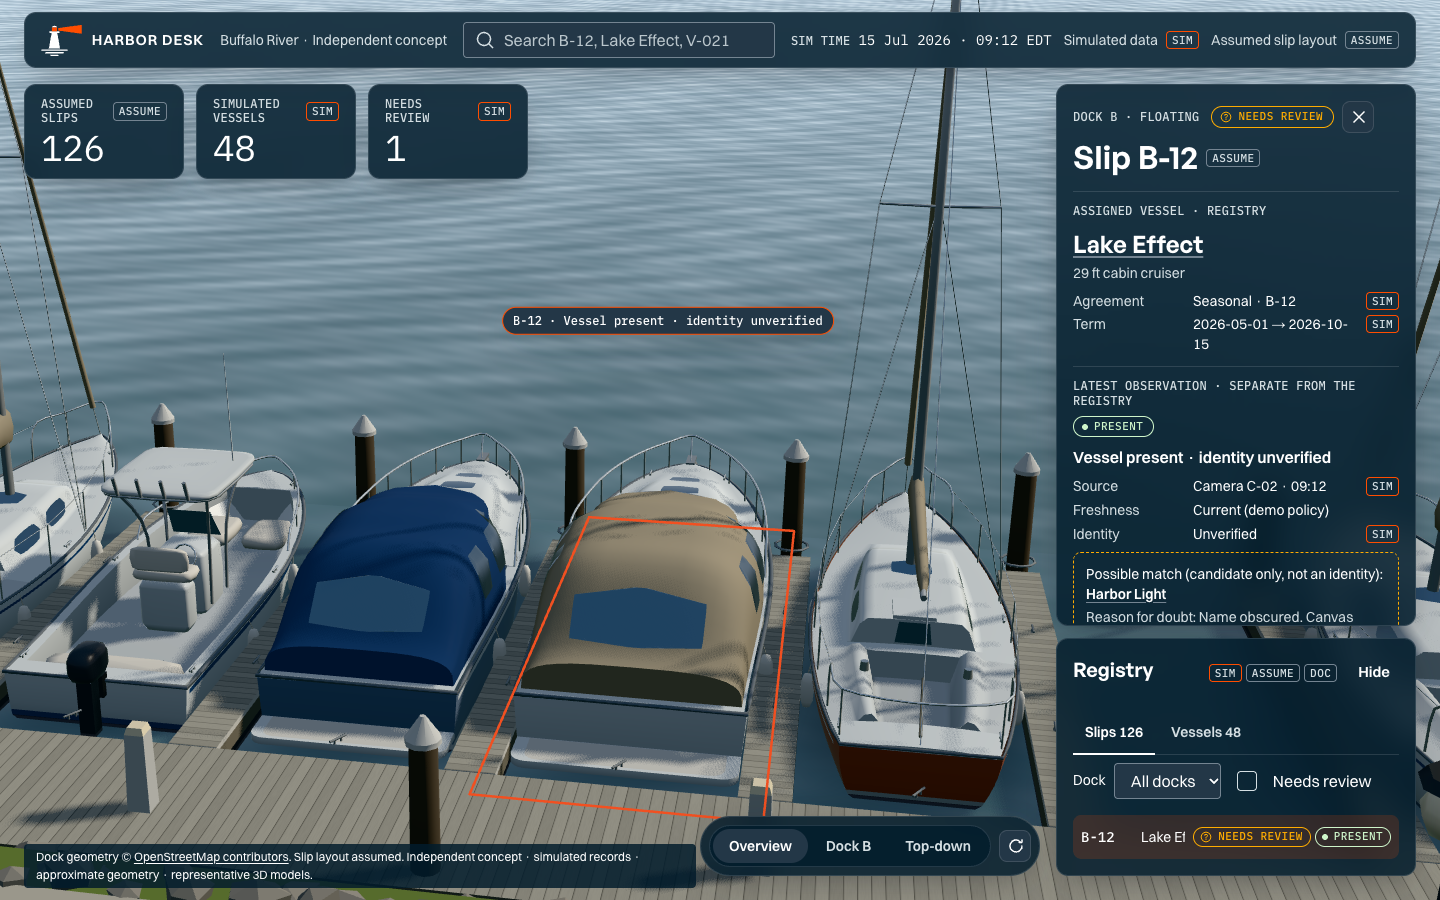 HARBOR DESK
Buffalo River · Independent concept
Search B-12, Lake Effect, V-021
SIM TIME 15 Jul 2026 · 09:12 EDT
Simulated data SIM
Assumed slip layout ASSUME
ASSUMED SLIPS ASSUME
126
SIMULATED VESSELS SIM
48
NEEDS REVIEW SIM
1
B-12 · Vessel present · identity unverified
DOCK B · FLOATING NEEDS REVIEW
Slip B-12 ASSUME
ASSIGNED VESSEL · REGISTRY
Lake Effect
29 ft cabin cruiser
Agreement Seasonal · B-12 SIM
Term 2026-05-01 → 2026-10-15 SIM
LATEST OBSERVATION · SEPARATE FROM THE
REGISTRY
PRESENT
Vessel present · identity unverified
Source Camera C-02 · 09:12 SIM
Freshness Current (demo policy)
Identity Unverified SIM
Possible match (candidate only, not an identity):
Harbor Light
Reason for doubt: Name obscured. Canvas
Registry SIM ASSUME DOC Hide
Slips 126 Vessels 48
Dock All docks Needs review
B-12 Lake Ef NEEDS REVIEW PRESENT
Overview Dock B Top-down
Dock geometry © OpenStreetMap contributors. Slip layout assumed. Independent concept · simulated records ·
approximate geometry · representative 3D models.